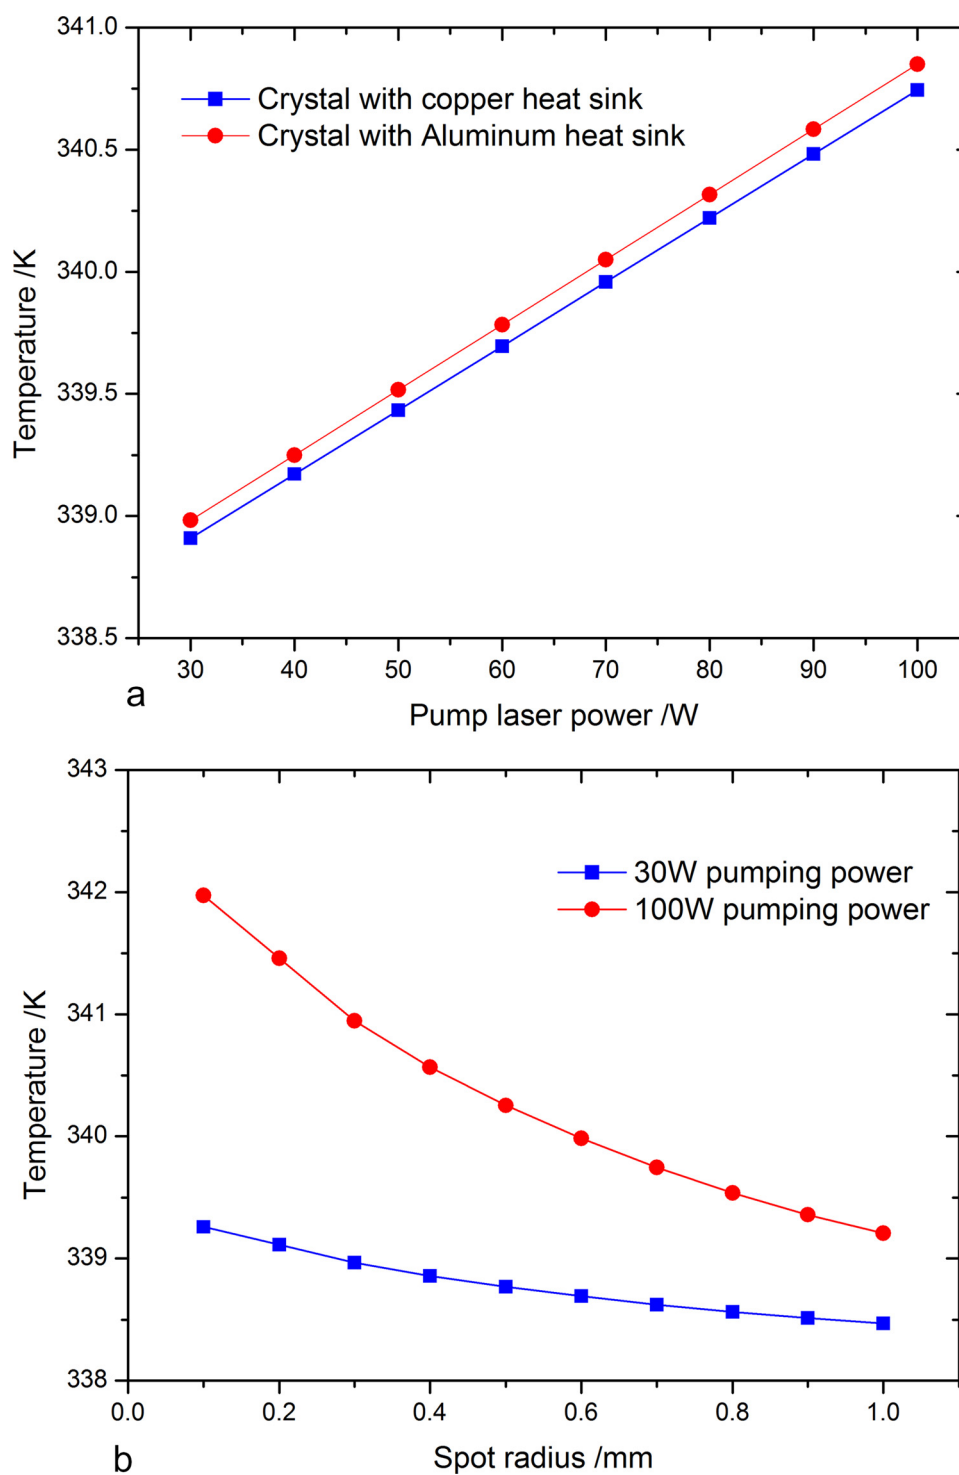 341.0
340.5
340.0
339.5
339.0
338.5
Temperature /K
Crystal with copper heat sink
Crystal with Aluminum heat sink
30 40 50 60 70 80 90 100
a
Pump laser power /W
343
342
341
340
339
338
Temperature /K
30W pumping power
100W pumping power
0.0 0.2 0.4 0.6 0.8 1.0
b
Spot radius /mm